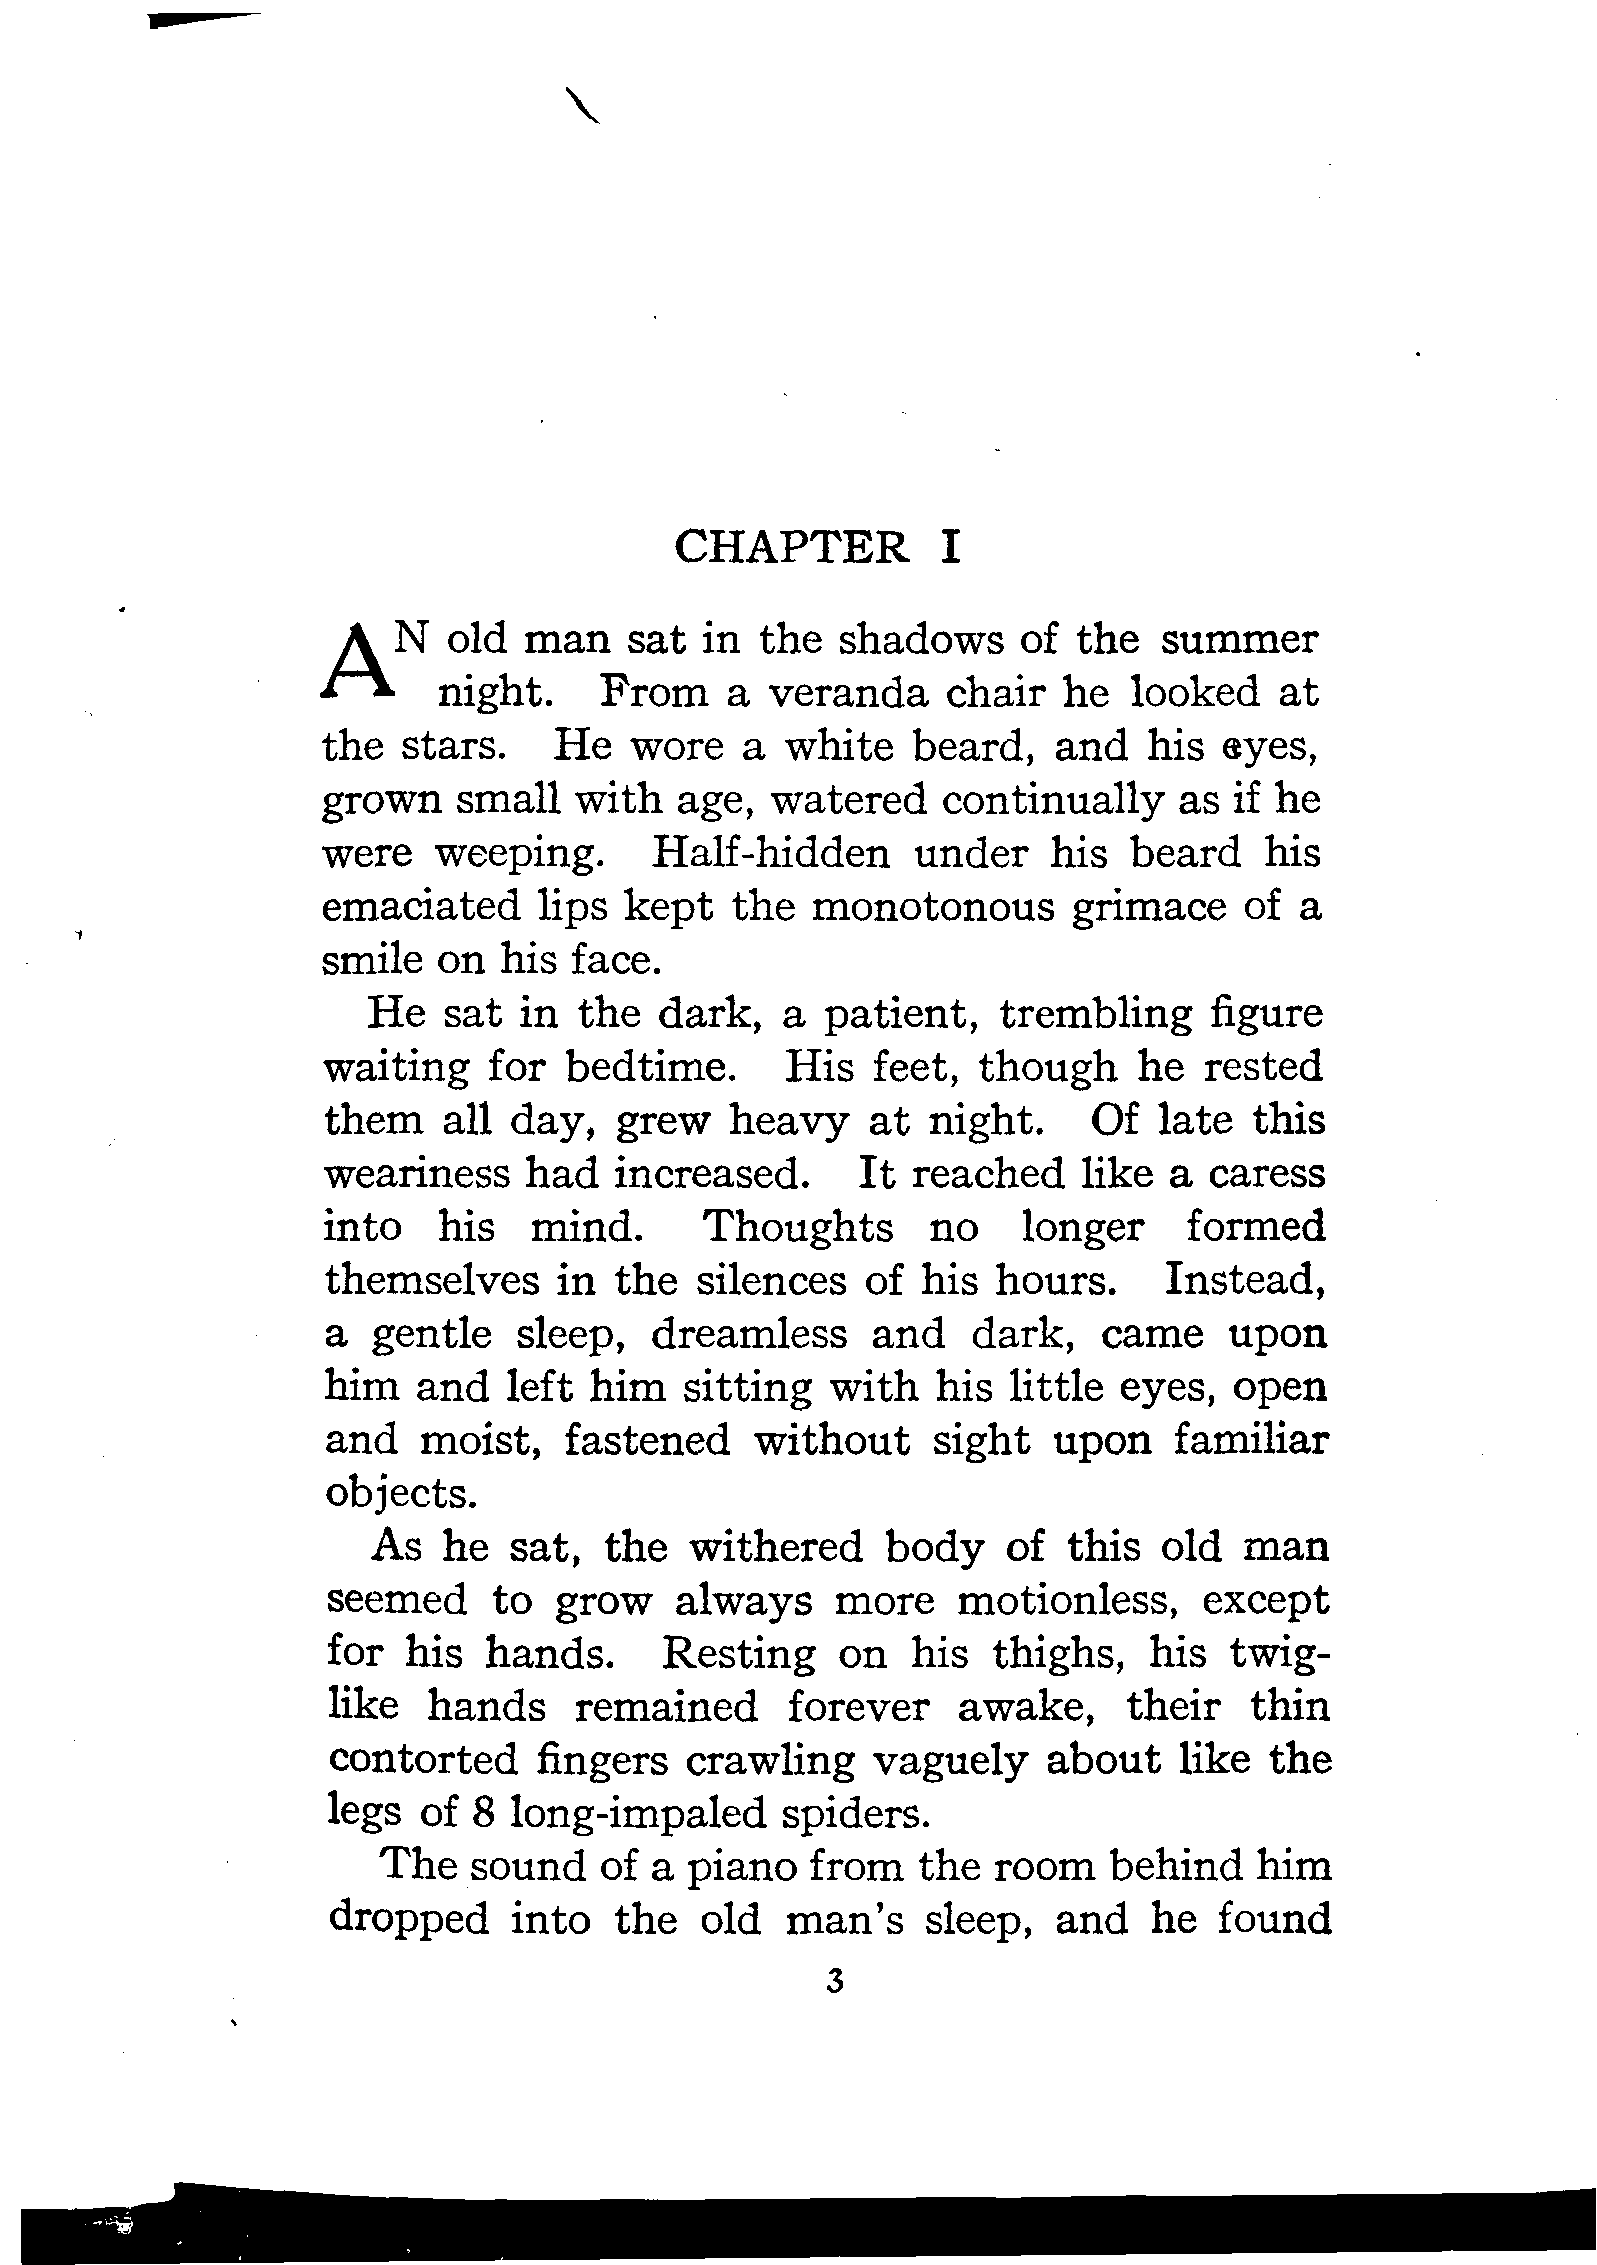 CHAPTER I
AN old man sat in the shadows of the summer
night. From a veranda chair he looked at
the stars. He wore a white beard, and his eyes,
grown small with age, watered continually as if he
were weeping. Half-hidden under his beard his
emaciated lips kept the monotonous grimace of a
smile on his face.
He sat in the dark, a patient, trembling figure
waiting for bedtime. His feet, though he rested
them all day, grew heavy at night. Of late this
weariness had increased. It reached like a caress
into his mind. Thoughts no longer formed
themselves in the silences of his hours. Instead,
a gentle sleep, dreamless and dark, came upon
him and left him sitting with his little eyes, open
and moist, fastened without sight upon familiar
objects.
As he sat, the withered body of this old man
seemed to grow always more motionless, except
for his hands. Resting on his thighs, his twig-
like hands remained forever awake, their thin
contorted fingers crawling vaguely about like the
legs of 8 long-impaled spiders.
The sound of a piano from the room behind him
dropped into the old man's sleep, and he found
3